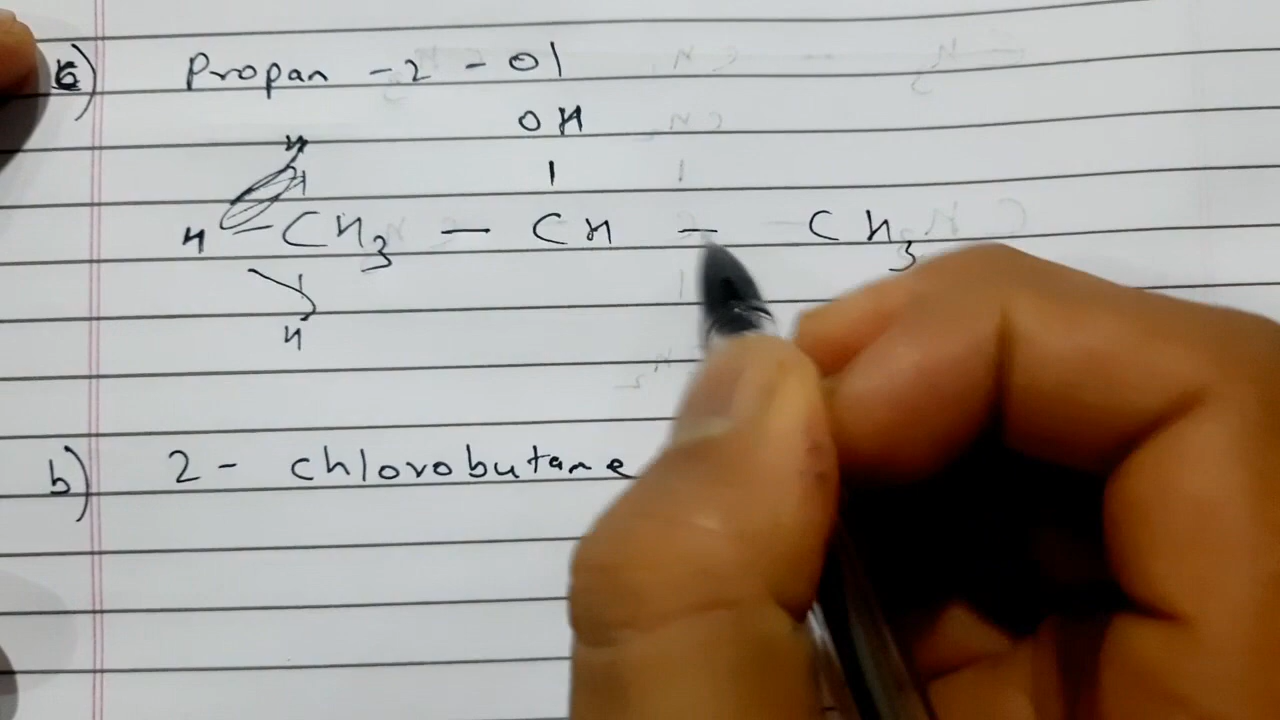 a) Propan - 2 - ol
OH
H
|
H - CH3 - CH - CH3
H
b) 2 - chlorobutane